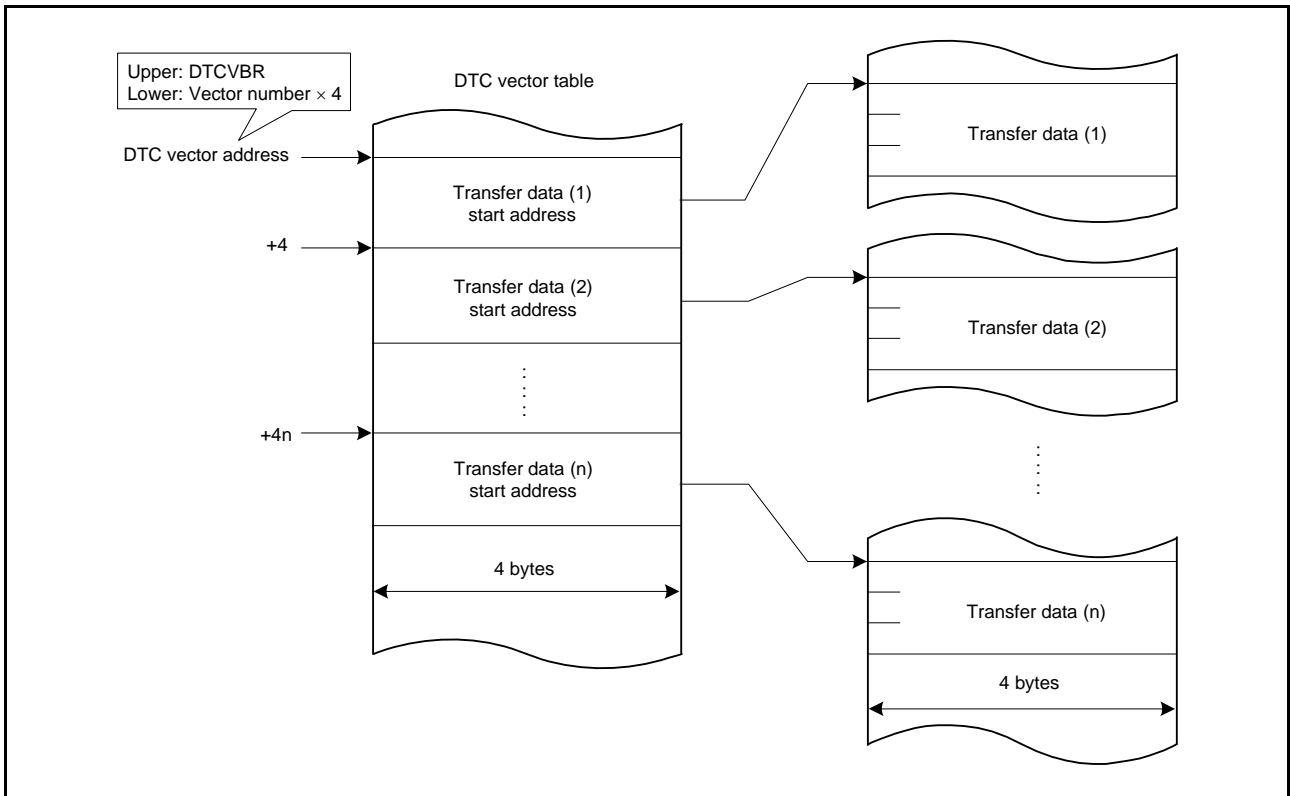 Upper: DTCVBR
Lower: Vector number × 4
DTC vector table
DTC vector address
Transfer data (1)
start address
+4
Transfer data (2)
start address
+4n
Transfer data (n)
start address
4 bytes
Transfer data (1)
Transfer data (2)
Transfer data (n)
4 bytes